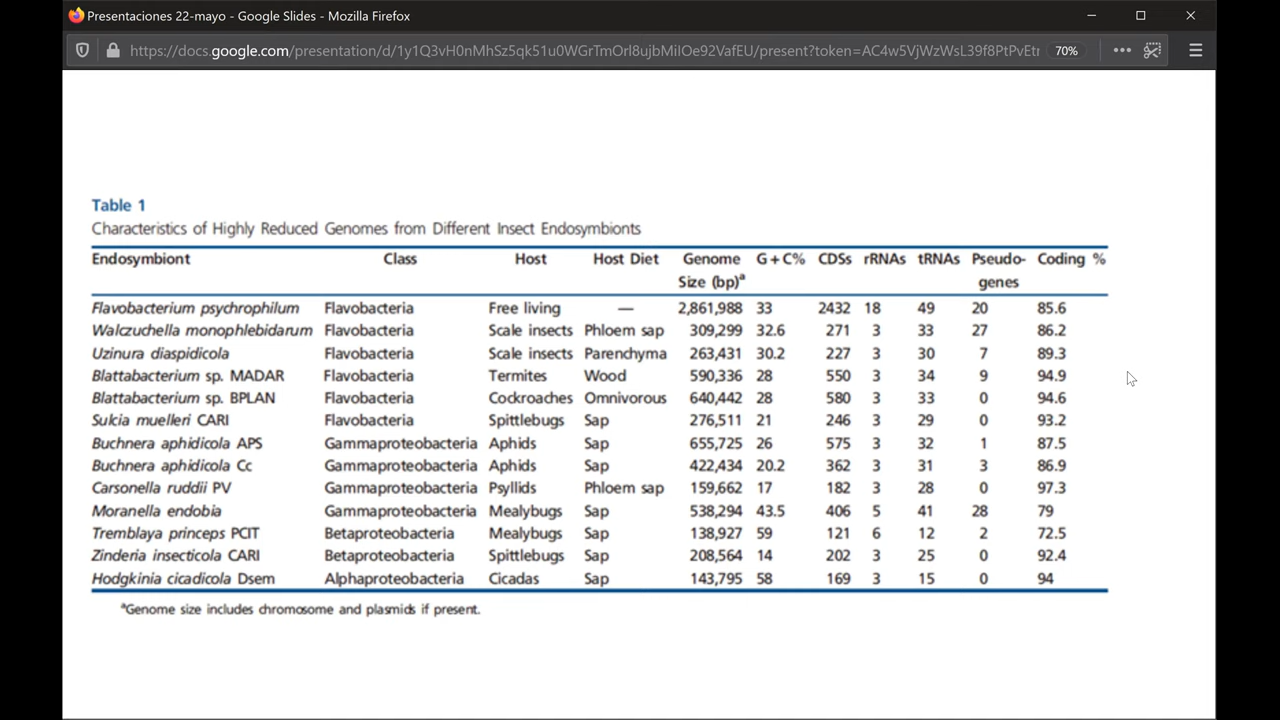 Presentaciones 22-mayo - Google Slides - Mozilla Firefox
https://docs.google.com/presentation/d/1y1Q3vH0nMhSz5qk51u0WGrTmOrl8ujbMiIOe92VafEU/present?token=AC4w5VjWzWsL39f8PtPvEtr 70%
Table 1
Characteristics of Highly Reduced Genomes from Different Insect Endosymbionts
Endosymbiont Class Host Host Diet Genome G + C% CDSs rRNAs tRNAs Pseudo- Coding %
Size (bp)ᵃ genes
Flavobacterium psychrophilum Flavobacteria Free living — 2,861,988 33 2432 18 49 20 85.6
Walczuchella monophlebidarum Flavobacteria Scale insects Phloem sap 309,299 32.6 271 3 33 27 86.2
Uzinura diaspidicola Flavobacteria Scale insects Parenchyma 263,431 30.2 227 3 30 7 89.3
Blattabacterium sp. MADAR Flavobacteria Termites Wood 590,336 28 550 3 34 9 94.9
Blattabacterium sp. BPLAN Flavobacteria Cockroaches Omnivorous 640,442 28 580 3 33 0 94.6
Sulcia muelleri CARI Flavobacteria Spittlebugs Sap 276,511 21 246 3 29 0 93.2
Buchnera aphidicola APS Gammaproteobacteria Aphids Sap 655,725 26 575 3 32 1 87.5
Buchnera aphidicola Cc Gammaproteobacteria Aphids Sap 422,434 20.2 362 3 31 3 86.9
Carsonella ruddii PV Gammaproteobacteria Psyllids Phloem sap 159,662 17 182 3 28 0 97.3
Moranella endobia Gammaproteobacteria Mealybugs Sap 538,294 43.5 406 5 41 28 79
Tremblaya princeps PCIT Betaproteobacteria Mealybugs Sap 138,927 59 121 6 12 2 72.5
Zinderia insecticola CARI Betaproteobacteria Spittlebugs Sap 208,564 14 202 3 25 0 92.4
Hodgkinia cicadicola Dsem Alphaproteobacteria Cicadas Sap 143,795 58 169 3 15 0 94
ᵃGenome size includes chromosome and plasmids if present.